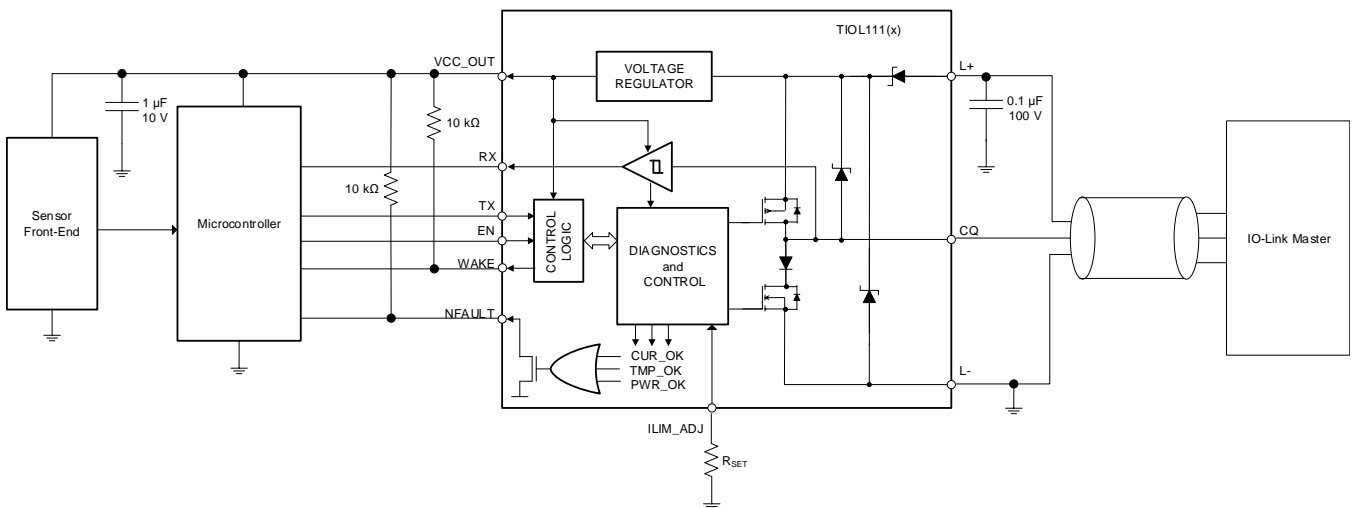 TIOL111(x)
VCC_OUT
VOLTAGE
REGULATOR
L+
1 µF
10 V
10 kΩ
0.1 µF
100 V
RX
10 kΩ
Sensor
Front-End
Microcontroller
TX
EN
WAKE
NFAULT
CONTROL
LOGIC
DIAGNOSTICS
and
CONTROL
CQ
IO-Link Master
CUR_OK
TMP_OK
PWR_OK
L-
ILIM_ADJ
RSET